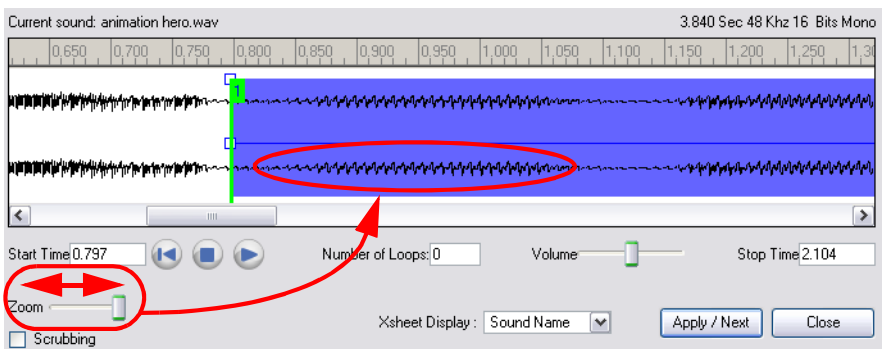 Current sound: animation hero.wav 3.840 Sec 48 Khz 16 Bits Mono
0,650 0,700 0,750 0,800 0,850 0,900 0,950 1,000 1,050 1,100 1,150 1,200 1,250
1
Start Time 0.797 Number of Loops: 0 Volume Stop Time 2.104
Zoom
Xsheet Display : Sound Name Apply / Next Close
Scrubbing